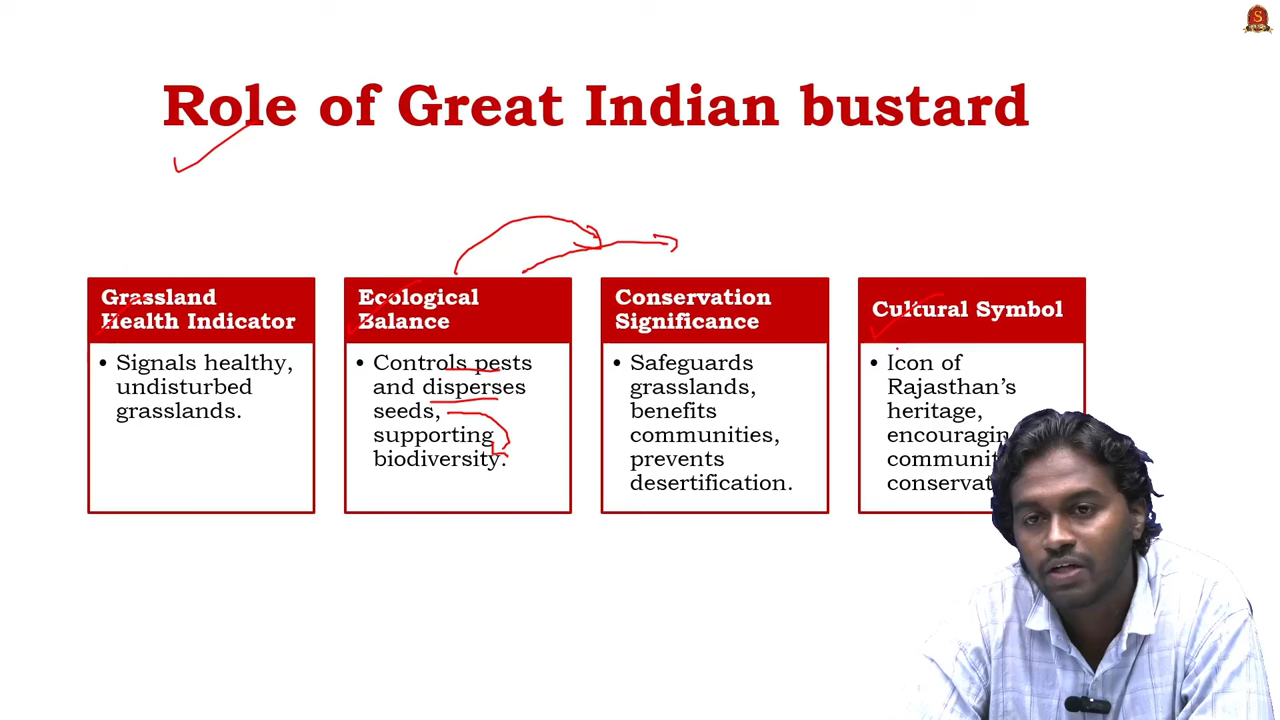 Role of Great Indian bustard
Grassland
Health Indicator
• Signals healthy,
undisturbed
grasslands.
Ecological
Balance
• Controls pests
and disperses
seeds,
supporting
biodiversity.
Conservation
Significance
• Safeguards
grasslands,
benefits
communities,
prevents
desertification.
Cultural Symbol
• Icon of
Rajasthan's
heritage,